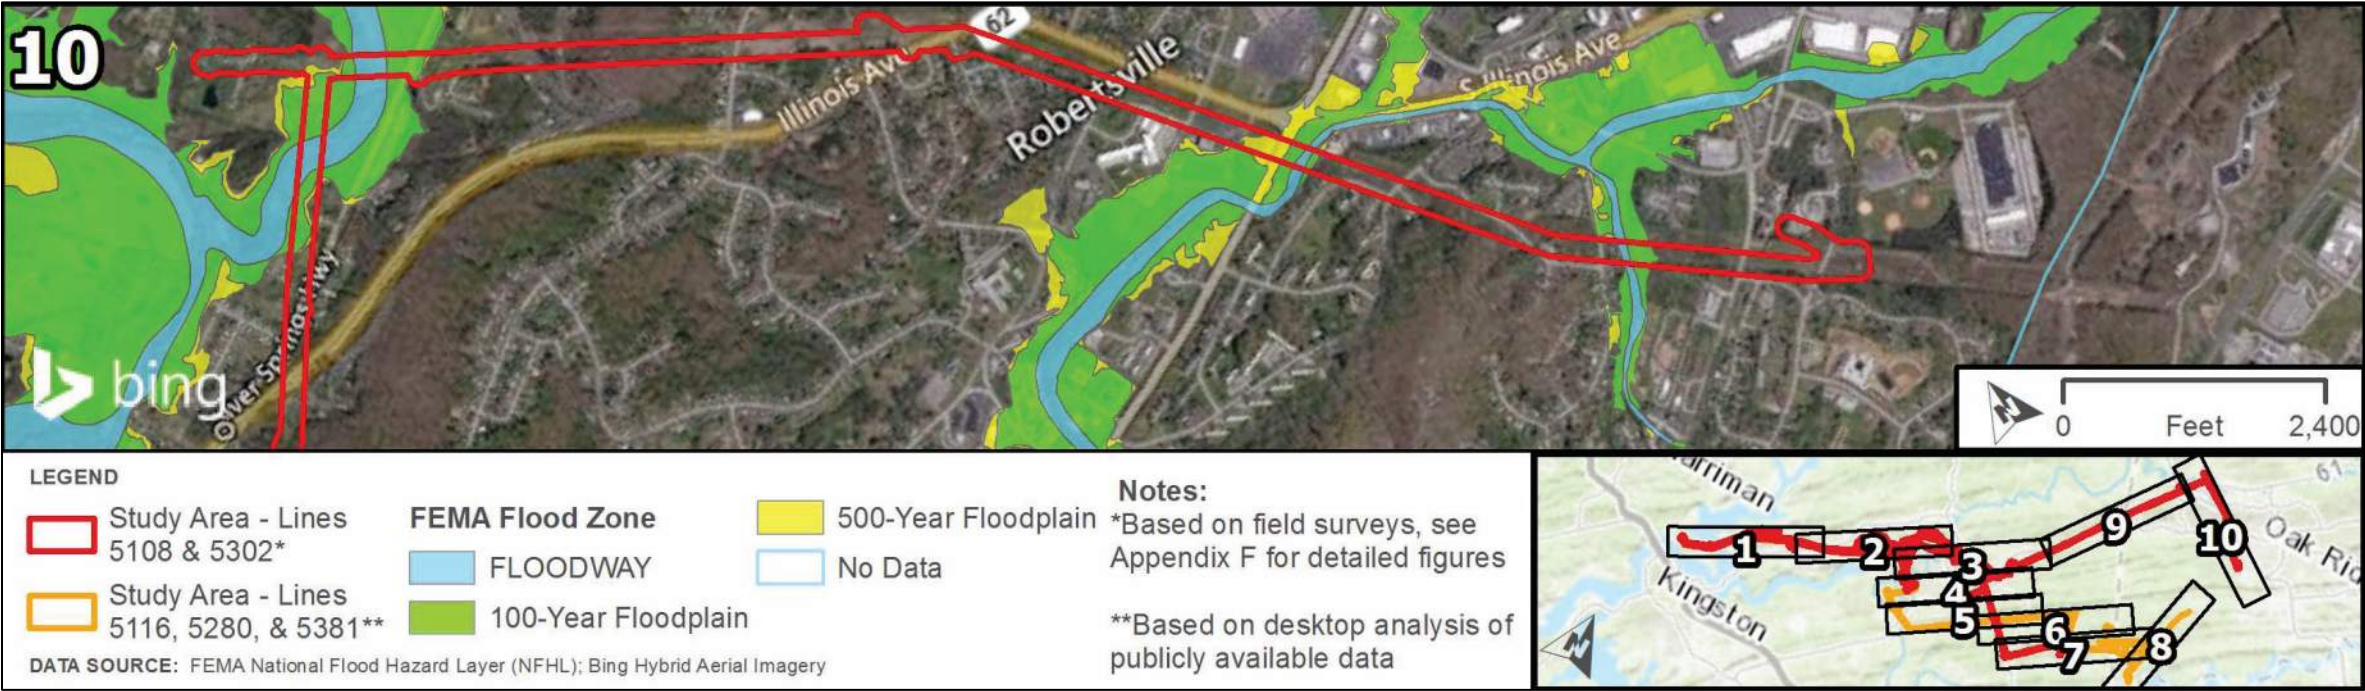 10
62
Illinois Ave
Robertsville
S Illinois Ave
Oliver Springs Hwy
bing
N
0 Feet 2,400
LEGEND
Study Area - Lines
5108 & 5302*
Study Area - Lines
5116, 5280, & 5381**
FEMA Flood Zone
FLOODWAY
100-Year Floodplain
500-Year Floodplain
No Data
Notes:
*Based on field surveys, see
Appendix F for detailed figures
**Based on desktop analysis of
publicly available data
DATA SOURCE: FEMA National Flood Hazard Layer (NFHL); Bing Hybrid Aerial Imagery
arriman
61
Kingston
Oak Rid
1
2
3
4
5
6
7
8
9
10
N